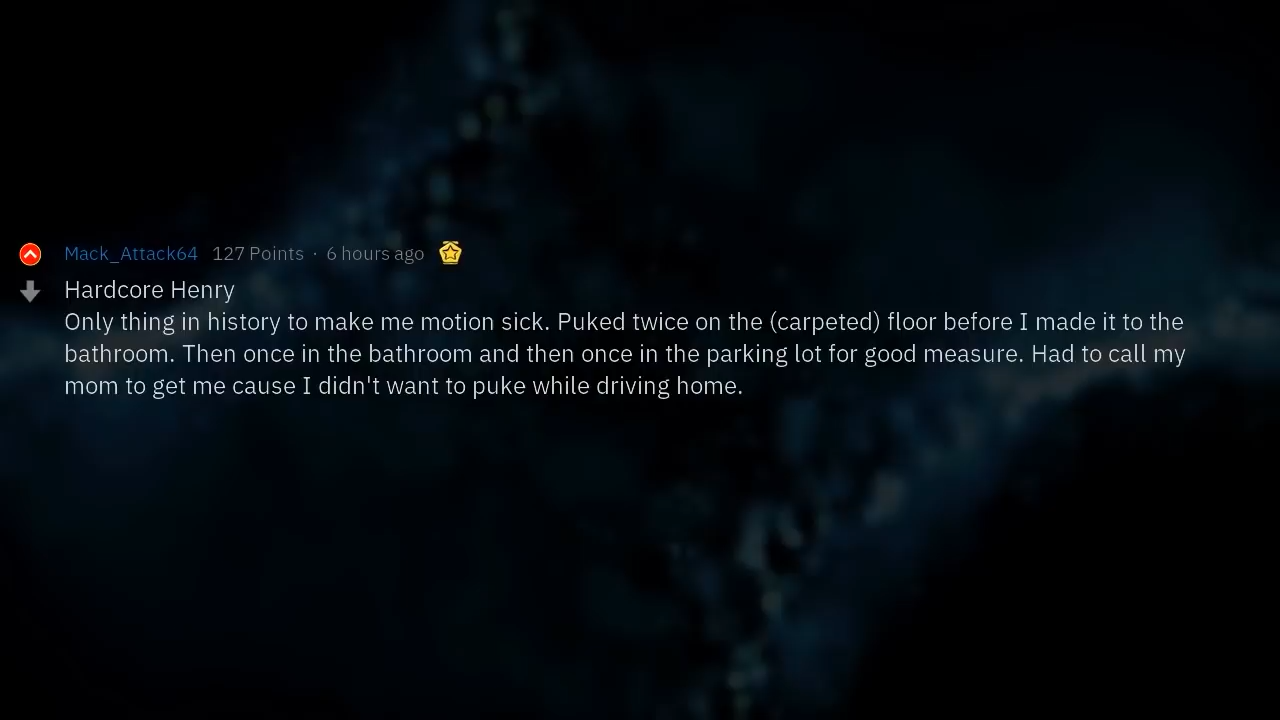 Mack_Attack64 127 Points · 6 hours ago
Hardcore Henry
Only thing in history to make me motion sick. Puked twice on the (carpeted) floor before I made it to the
bathroom. Then once in the bathroom and then once in the parking lot for good measure. Had to call my
mom to get me cause I didn't want to puke while driving home.